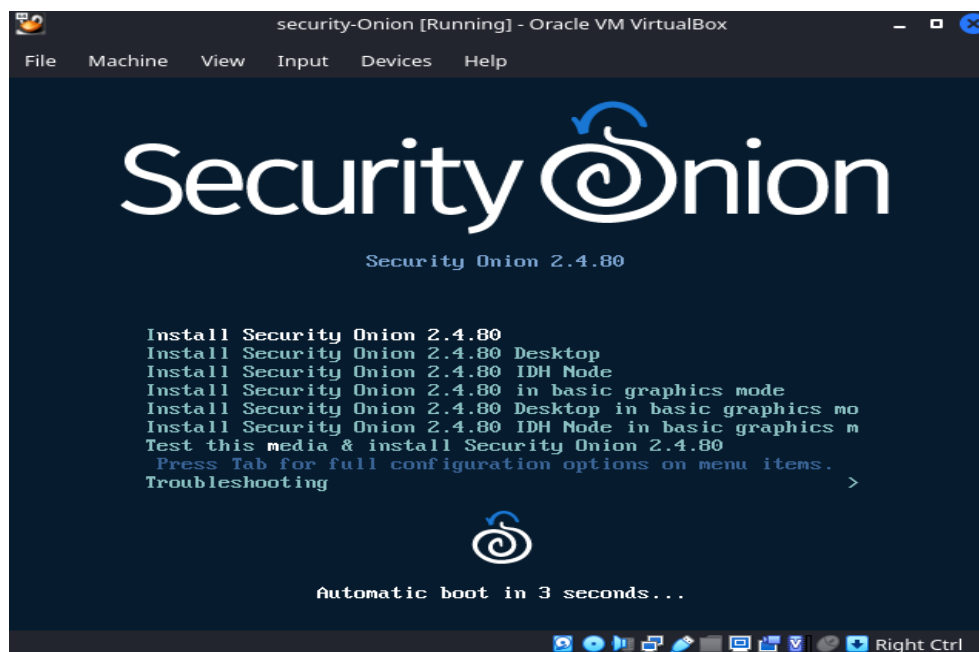 security-Onion [Running] - Oracle VM VirtualBox
File Machine View Input Devices Help
Security Onion
Security Onion 2.4.80
Install Security Onion 2.4.80
Install Security Onion 2.4.80 Desktop
Install Security Onion 2.4.80 IDH Node
Install Security Onion 2.4.80 in basic graphics mode
Install Security Onion 2.4.80 Desktop in basic graphics mo
Install Security Onion 2.4.80 IDH Node in basic graphics m
Test this media & install Security Onion 2.4.80
Press Tab for full configuration options on menu items.
Troubleshooting >
Automatic boot in 3 seconds...
Right Ctrl